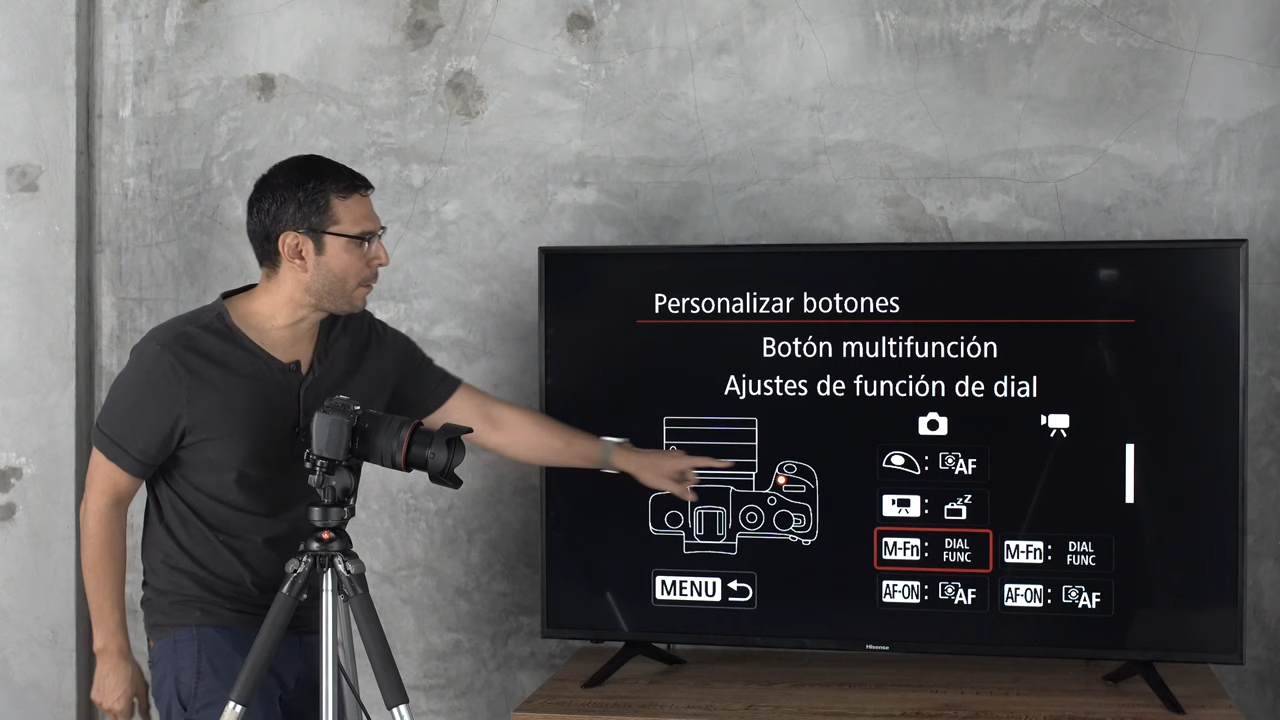 Personalizar botones
Botón multifunción
Ajustes de función de dial
: AF
: zZ
M-Fn : DIAL FUNC
M-Fn : DIAL FUNC
AF-ON : AF
AF-ON : AF
MENU
Hisense